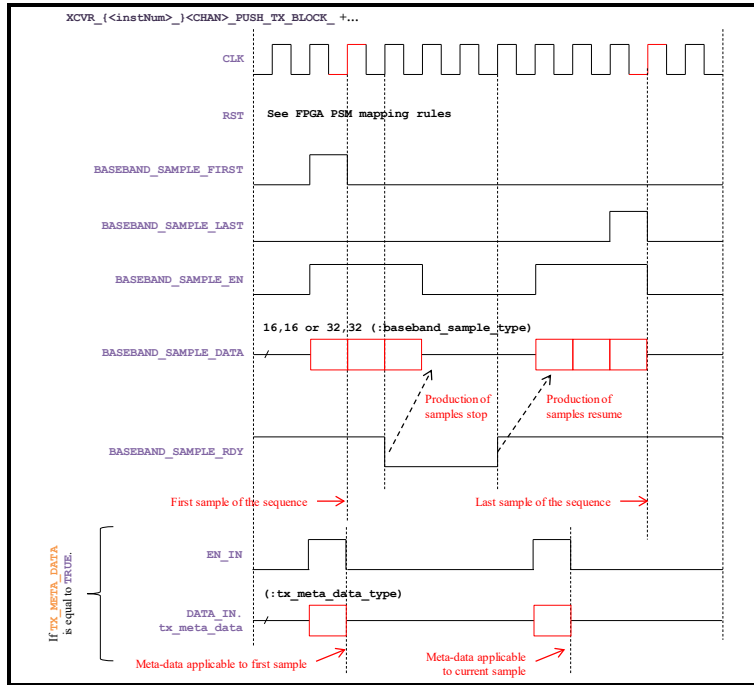 XCVR_{<instNum>_}<CHAN>_PUSH_TX_BLOCK_ +…
CLK
RST
See FPGA PSM mapping rules
BASEBAND_SAMPLE_FIRST
BASEBAND_SAMPLE_LAST
BASEBAND_SAMPLE_EN
16,16 or 32,32 (:baseband_sample_type)
BASEBAND_SAMPLE_DATA
Production of
samples stop
Production of
samples resume
BASEBAND_SAMPLE_RDY
First sample of the sequence
Last sample of the sequence
If TX_META_DATA
is equal to TRUE.
EN_IN
(:tx_meta_data_type)
DATA_IN.
tx_meta_data
Meta-data applicable to first sample
Meta-data applicable
to current sample